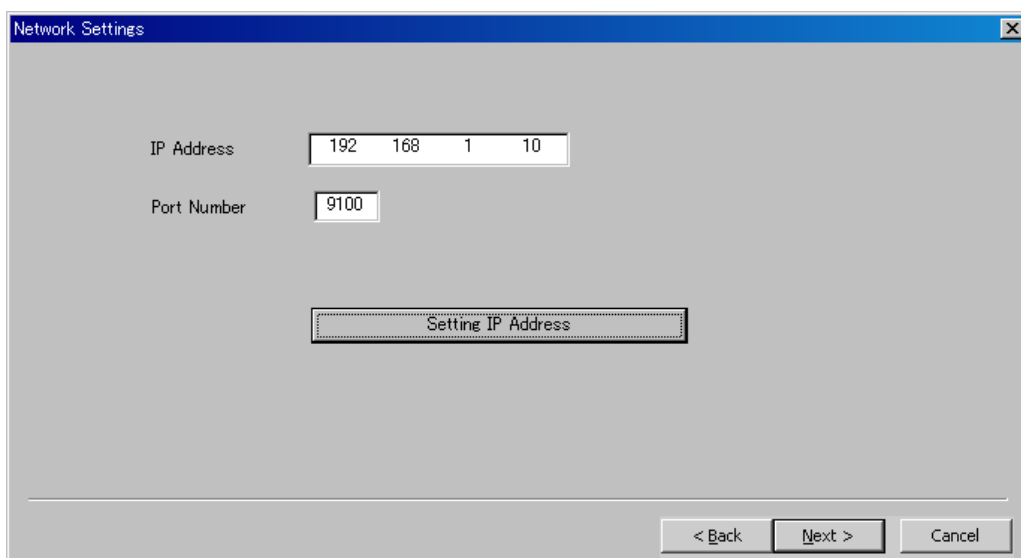 Network Settings
IP Address 192 168 1 10
Port Number 9100
Setting IP Address
< Back Next > Cancel